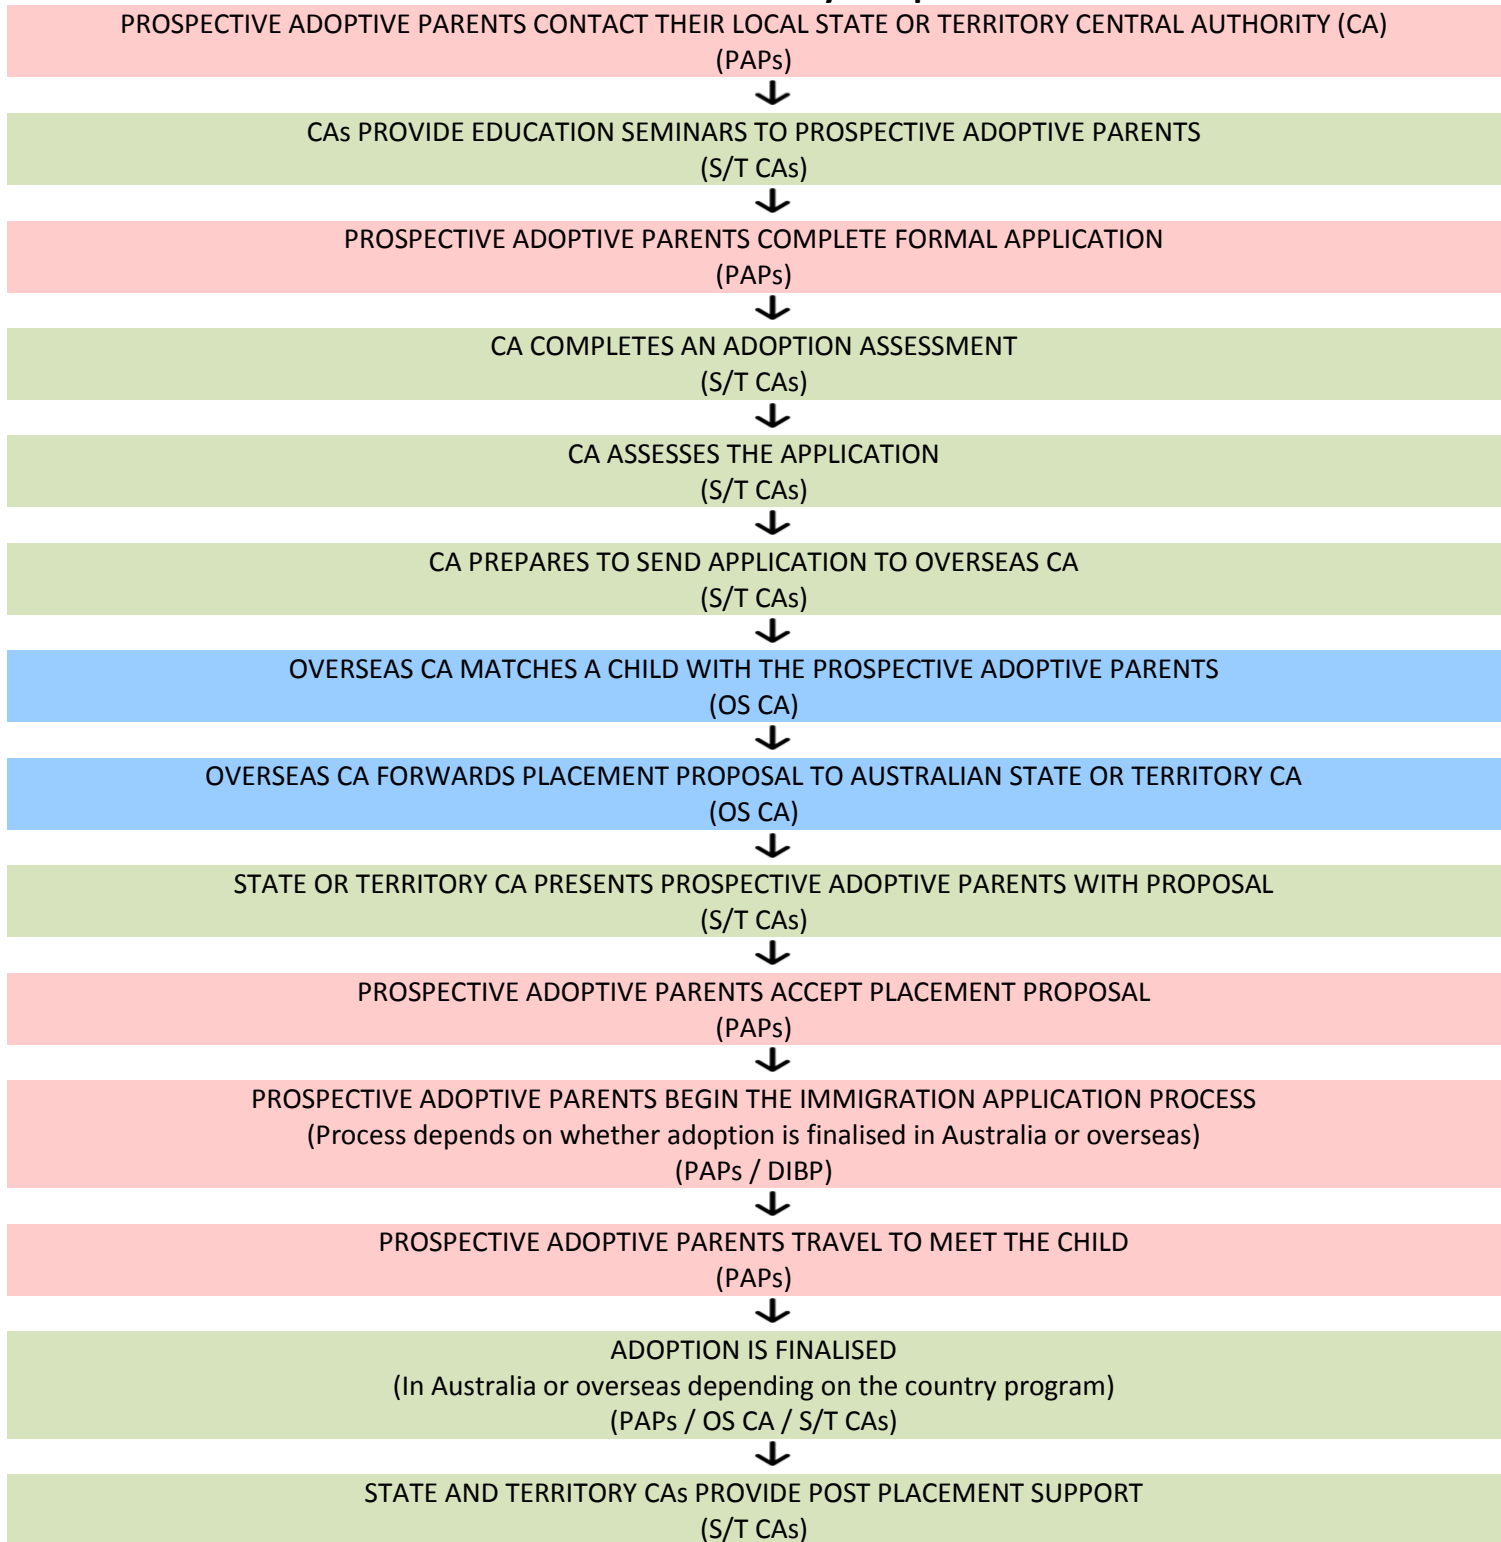 PROSPECTIVE ADOPTIVE PARENTS CONTACT THEIR LOCAL STATE OR TERRITORY CENTRAL AUTHORITY (CA)
(PAPs)
CAs PROVIDE EDUCATION SEMINARS TO PROSPECTIVE ADOPTIVE PARENTS
(S/T CAs)
PROSPECTIVE ADOPTIVE PARENTS COMPLETE FORMAL APPLICATION
(PAPs)
CA COMPLETES AN ADOPTION ASSESSMENT
(S/T CAs)
CA ASSESSES THE APPLICATION
(S/T CAs)
CA PREPARES TO SEND APPLICATION TO OVERSEAS CA
(S/T CAs)
OVERSEAS CA MATCHES A CHILD WITH THE PROSPECTIVE ADOPTIVE PARENTS
(OS CA)
OVERSEAS CA FORWARDS PLACEMENT PROPOSAL TO AUSTRALIAN STATE OR TERRITORY CA
(OS CA)
STATE OR TERRITORY CA PRESENTS PROSPECTIVE ADOPTIVE PARENTS WITH PROPOSAL
(S/T CAs)
PROSPECTIVE ADOPTIVE PARENTS ACCEPT PLACEMENT PROPOSAL
(PAPs)
PROSPECTIVE ADOPTIVE PARENTS BEGIN THE IMMIGRATION APPLICATION PROCESS
(Process depends on whether adoption is finalised in Australia or overseas)
(PAPs / DIBP)
PROSPECTIVE ADOPTIVE PARENTS TRAVEL TO MEET THE CHILD
(PAPs)
ADOPTION IS FINALISED
(In Australia or overseas depending on the country program)
(PAPs / OS CA / S/T CAs)
STATE AND TERRITORY CAs PROVIDE POST PLACEMENT SUPPORT
(S/T CAs)